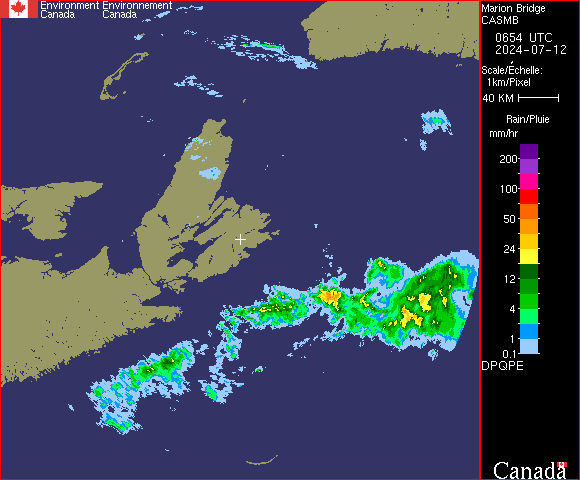 Environment Environnement
Canada Canada
Marion Bridge
CASMB
0654 UTC
2024-07-12
Scale/Échelle:
1km/Pixel
40 KM
Rain/Pluie
mm/hr
200
100
50
24
12
4
1
0.1
DPQPE
Canada